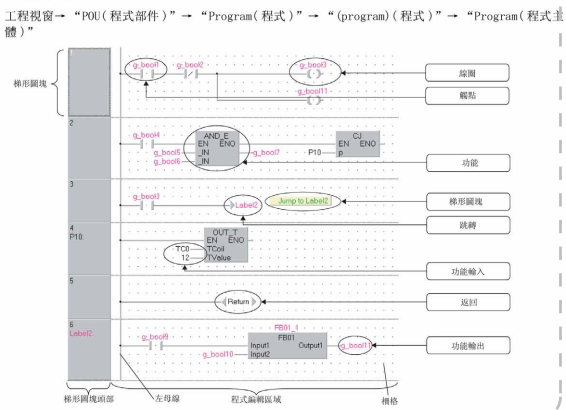 工程視窗→ “POU(程式部件)”→ “Program(程式)”→ “(program)(程式)”→ “Program(程式主
體)”
梯形圖塊
1
g_bool1
g_bool2
g_bool3
g_bool11
線圈
觸點
2
g_bool4
g_bool5
g_bool6
AND_E
EN ENO
_IN
_IN
g_bool7
P10
CJ
EN ENO
p
功能
3
g_bool3
Label2
Jump to Label2
梯形圖塊
跳轉
4
P10:
OUT_T
EN ENO
TC0
TCoil
12
TValue
功能輸入
5
Return
返回
6
Label2:
g_bool9
g_bool10
FB01_1
FB01
Input1
Output1
Input2
g_bool11
功能輸出
梯形圖塊頭部
左母線
程式編輯區域
柵格